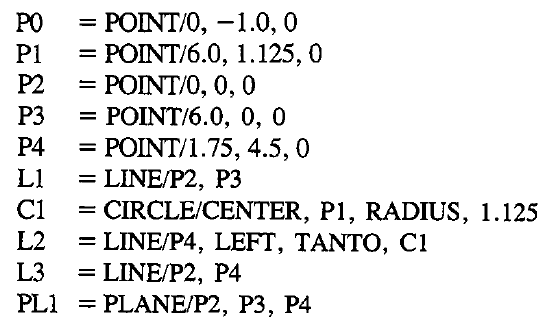 P0 = POINT/0, −1.0, 0
P1 = POINT/6.0, 1.125, 0
P2 = POINT/0, 0, 0
P3 = POINT/6.0, 0, 0
P4 = POINT/1.75, 4.5, 0
L1 = LINE/P2, P3
C1 = CIRCLE/CENTER, P1, RADIUS, 1.125
L2 = LINE/P4, LEFT, TANTO, C1
L3 = LINE/P2, P4
PL1 = PLANE/P2, P3, P4